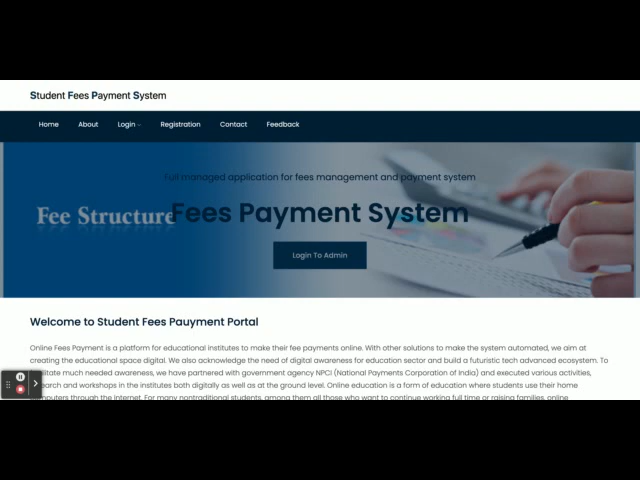 Student Fees Payment System
Home About Login Registration Contact Feedback
Full managed application for fees management and payment system
Fee Structure
Fees Payment System
Login To Admin
Welcome to Student Fees Pauyment Portal
Online Fees Payment is a platform for educational institutes to make their fee payments online. With other solutions to make the system automated, we aim at
creating the educational space digital. We also acknowledge the need of digital awareness for education sector and build a futuristic tech advanced ecosystem. To
facilitate much needed awareness, we have partnered with government agency NPCI (National Payments Corporation of India) and executed various activities,
research and workshops in the institutes both digitally as well as at the ground level. Online education is a form of education where students use their home
computers through the internet. For many nontraditional students, among them all those who want to continue working full time or raising families, online